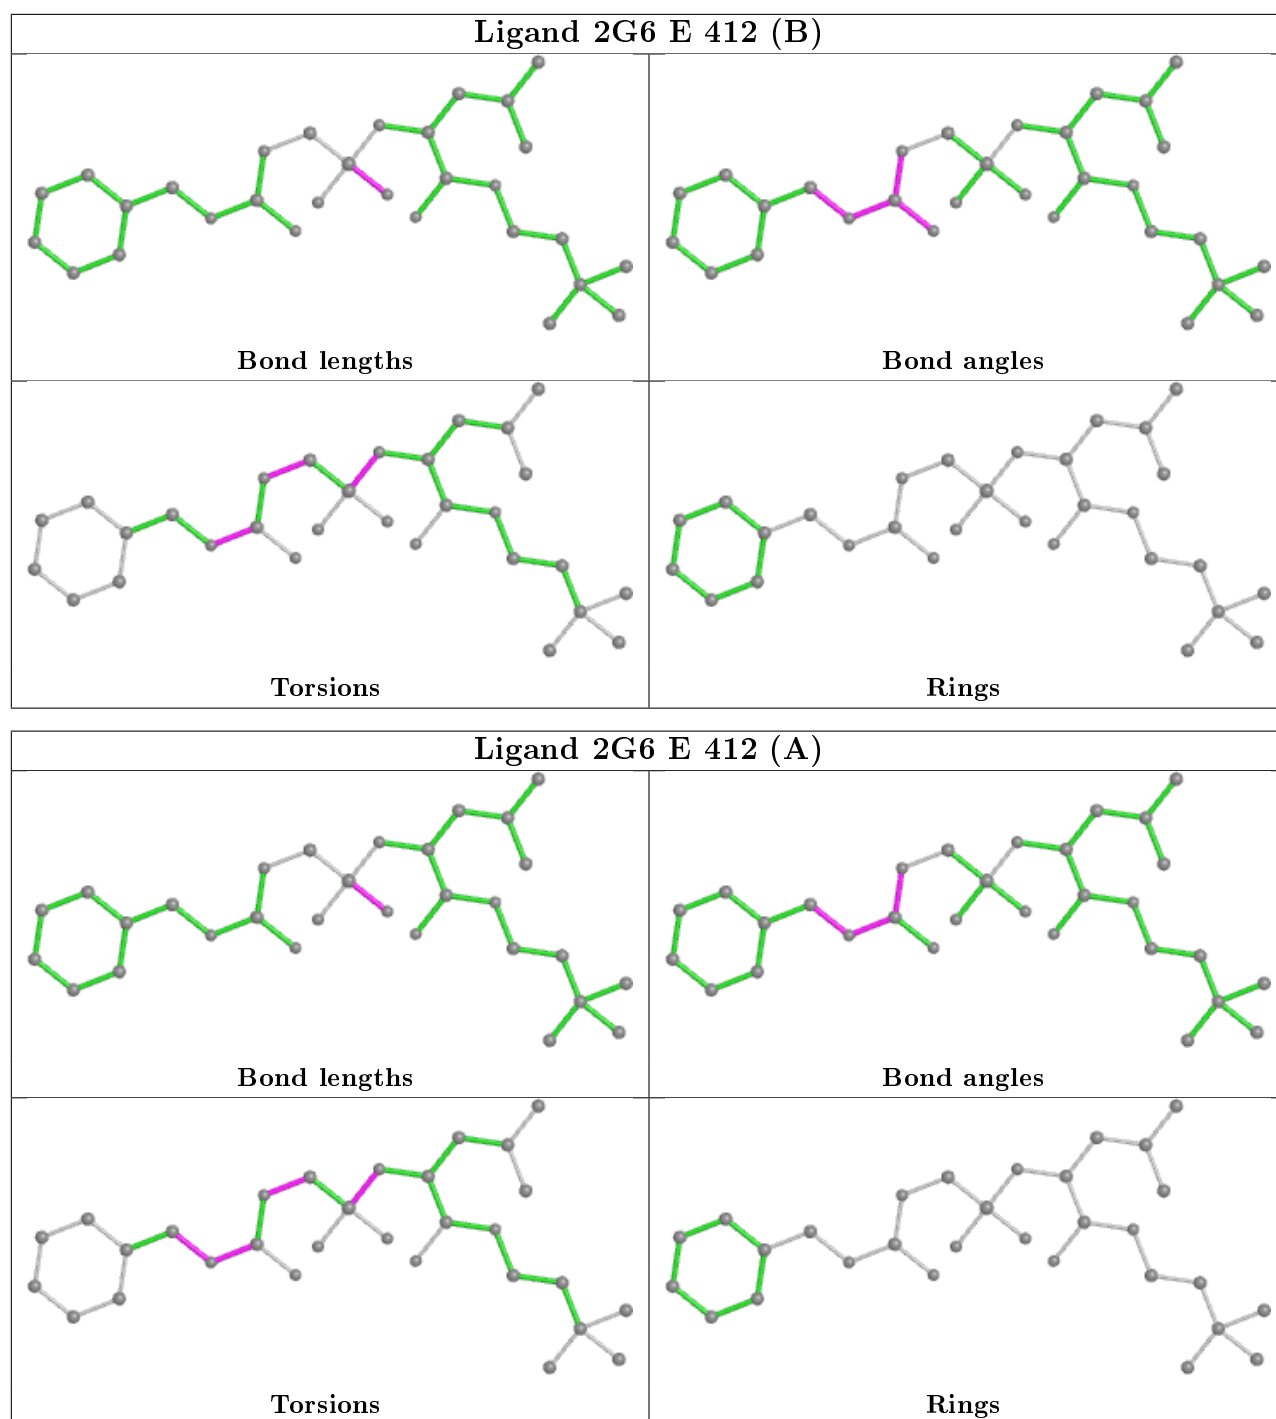 Ligand 2G6 E 412 (B)
Bond lengths
Bond angles
Torsions
Rings
Ligand 2G6 E 412 (A)
Bond lengths
Bond angles
Torsions
Rings